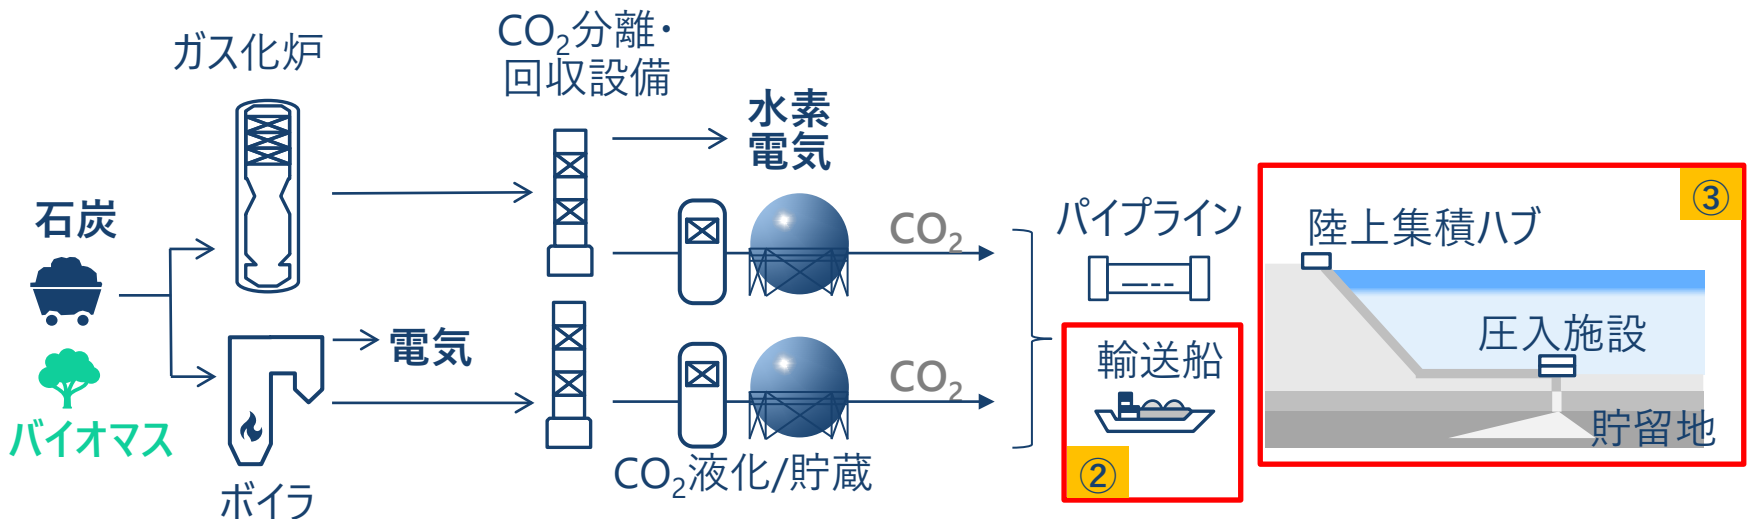 石炭
バイオマス
ガス化炉
ボイラ
電気
CO₂分離・
回収設備
水素
電気
CO₂
CO₂
CO₂液化/貯蔵
パイプライン
輸送船
②
③
陸上集積ハブ
圧入施設
貯留地